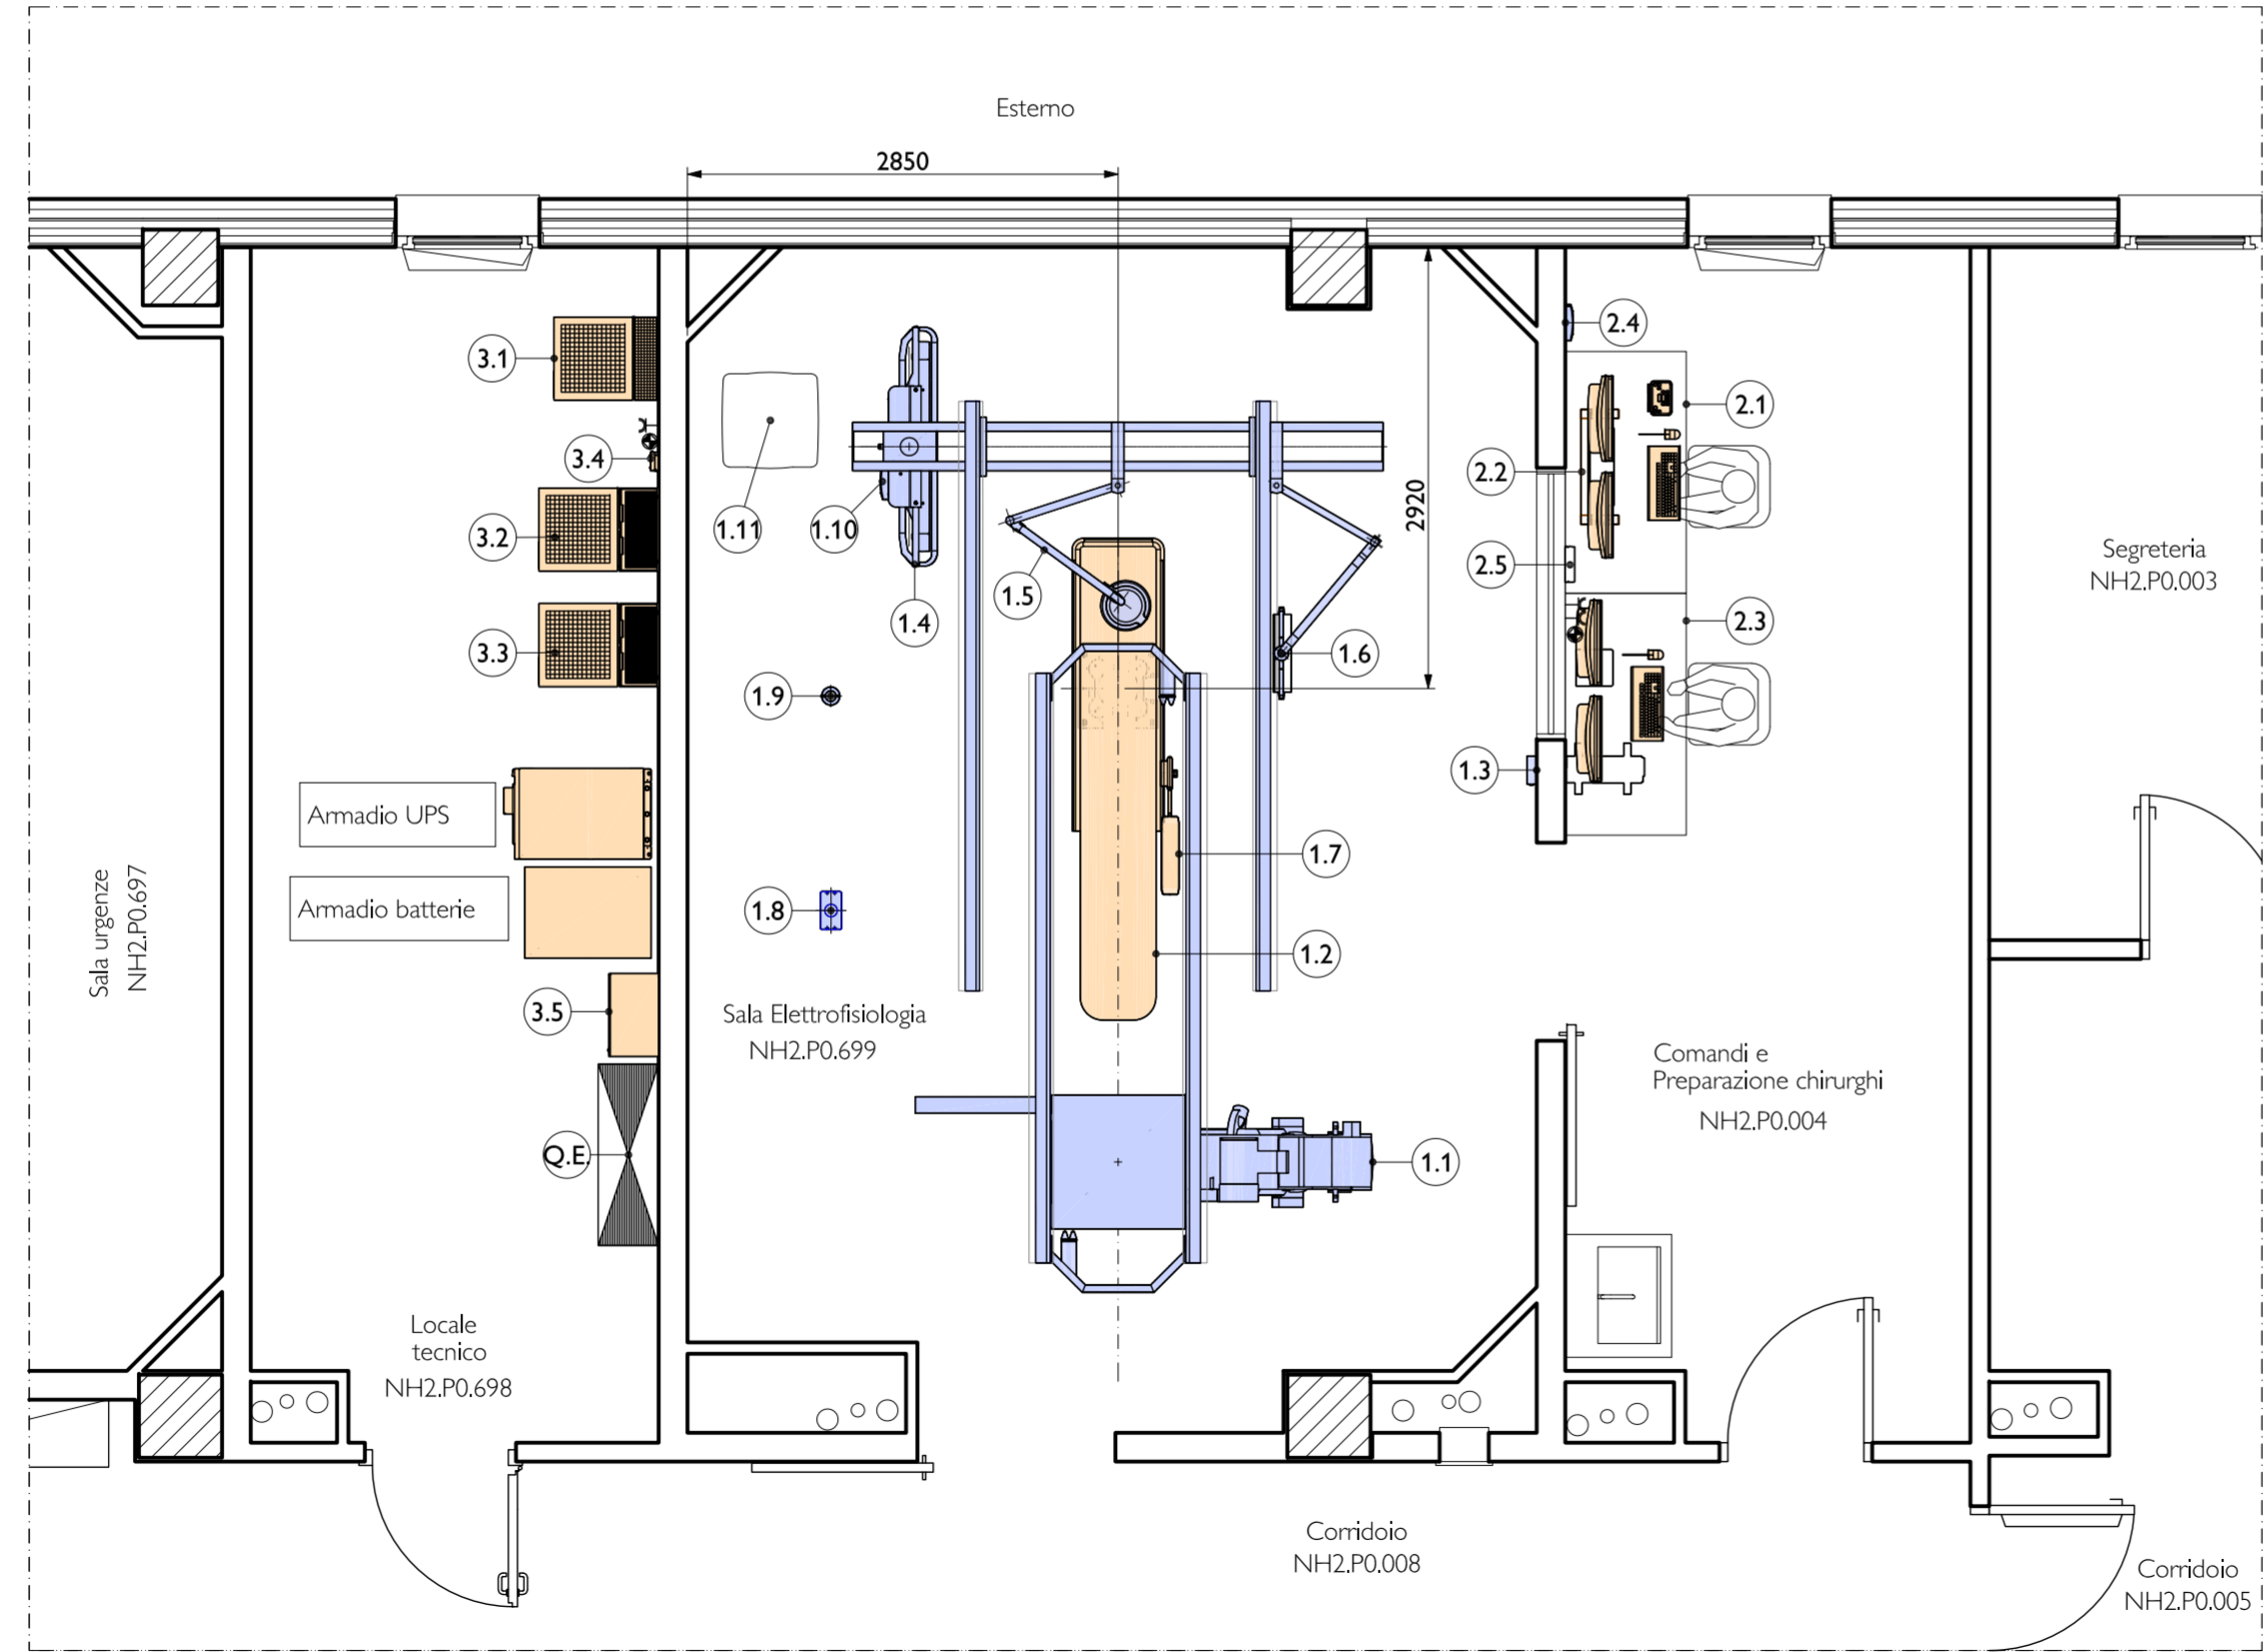 Esterno
2850
2920
3.1
3.4
3.2
3.3
Armadio UPS
Armadio batterie
3.5
Q.E.
Sala urgenze
NH2.P0.697
Locale
tecnico
NH2.P0.698
1.11
1.10
1.4
1.5
1.6
1.9
1.8
1.7
1.2
1.1
1.3
Sala Elettrofisiologia
NH2.P0.699
2.4
2.1
2.2
2.5
2.3
Comandi e
Preparazione chirurghi
NH2.P0.004
Segreteria
NH2.P0.003
Corridoio
NH2.P0.008
Corridoio
NH2.P0.005